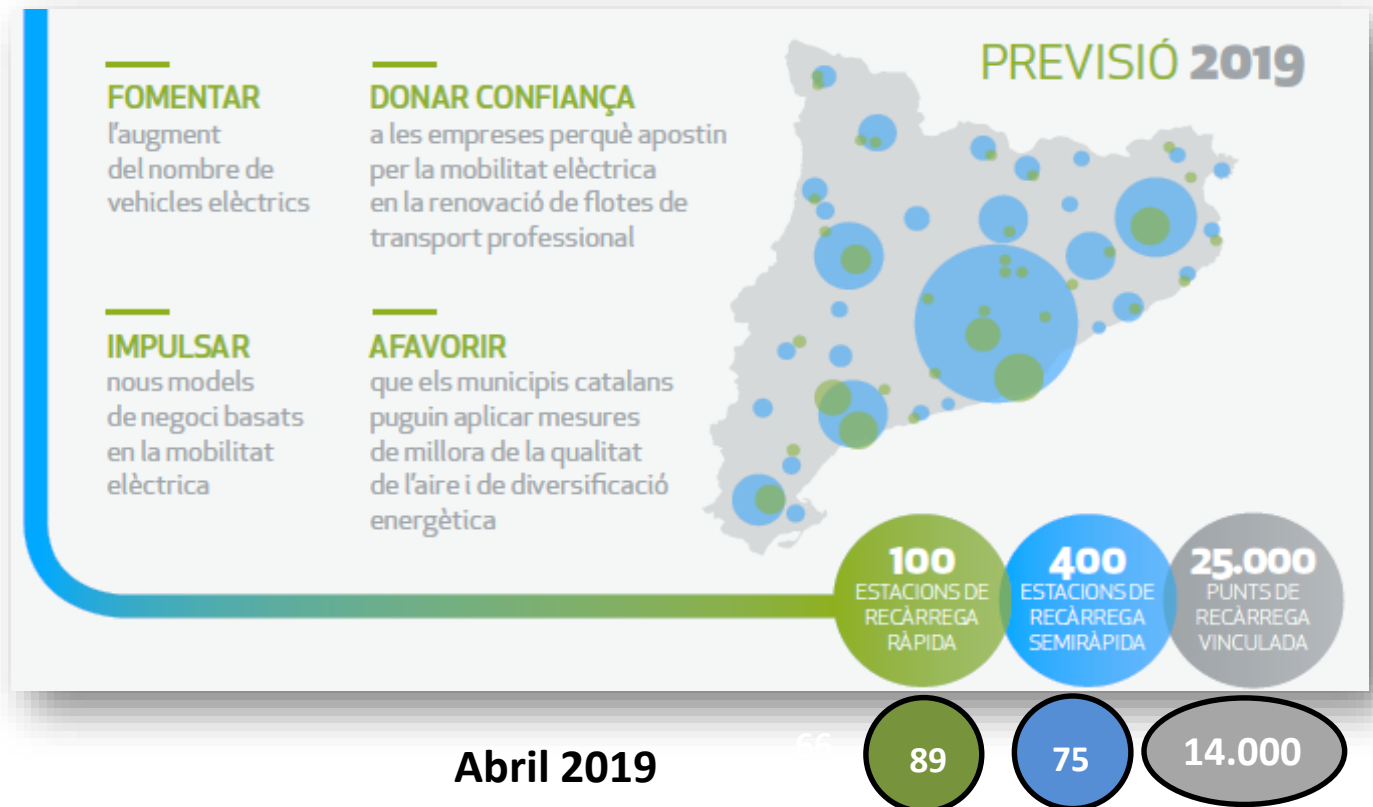 PREVISIÓ 2019
FOMENTAR
l'augment
del nombre de
vehicles elèctrics
DONAR CONFIANÇA
a les empreses perquè apostin
per la mobilitat elèctrica
en la renovació de flotes de
transport professional
IMPULSAR
nous models
de negoci basats
en la mobilitat
elèctrica
AFAVORIR
que els municipis catalans
puguin aplicar mesures
de millora de la qualitat
de l'aire i de diversificació
energètica
100
ESTACIONS DE
RECÀRREGA
RÀPIDA
400
ESTACIONS DE
RECÀRREGA
SEMIRÀPIDA
25.000
PUNTS DE
RECÀRREGA
VINCULADA
Abril 2019
66
89
75
14.000